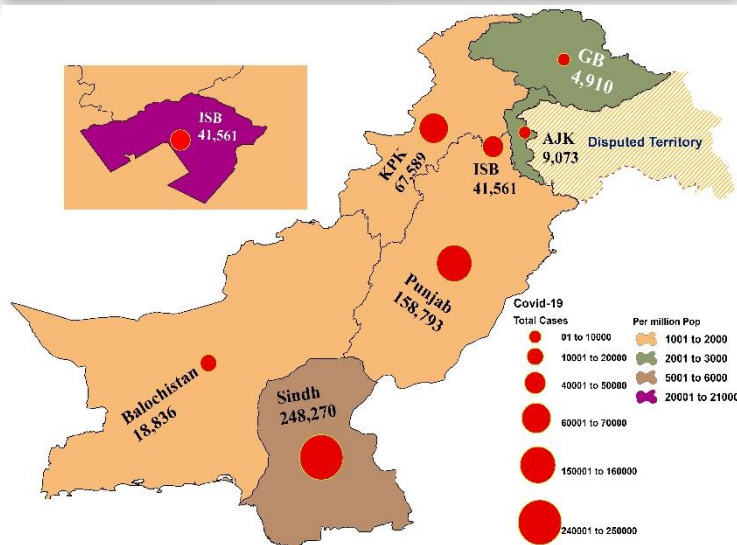 ISB
41,561
GB
4,910
AJK
9,073
Disputed Territory
KPK
67,589
ISB
41,561
Punjab
158,793
Balochistan
18,836
Sindh
248,270
Covid-19
Total Cases
01 to 10000
10001 to 20000
40001 to 50000
60001 to 70000
150001 to 160000
240001 to 250000
Per million Pop
1001 to 2000
2001 to 3000
5001 to 6000
20001 to 21000